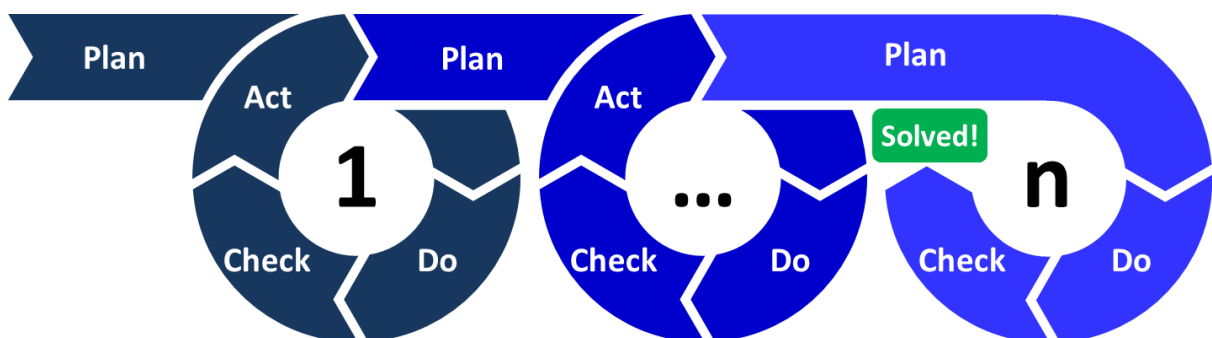 Plan
Act
1
Do
Check
Plan
Act
...
Do
Check
Plan
Solved!
n
Do
Check